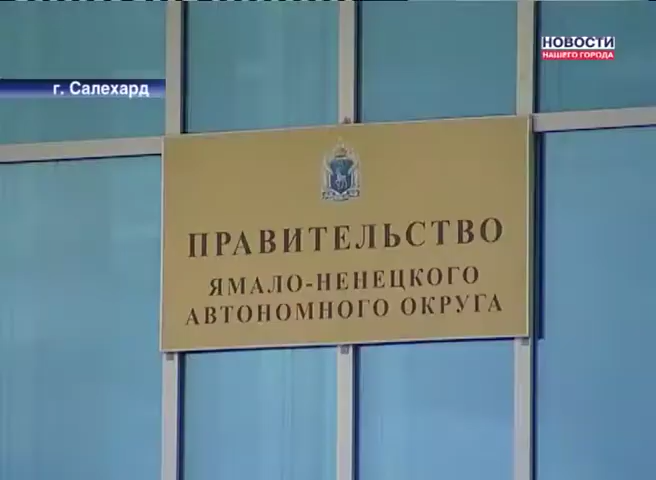 НОВОСТИ
НАШЕГО ГОРОДА
г. Салехард
ПРАВИТЕЛЬСТВО
ЯМАЛО-НЕНЕЦКОГО
АВТОНОМНОГО ОКРУГА